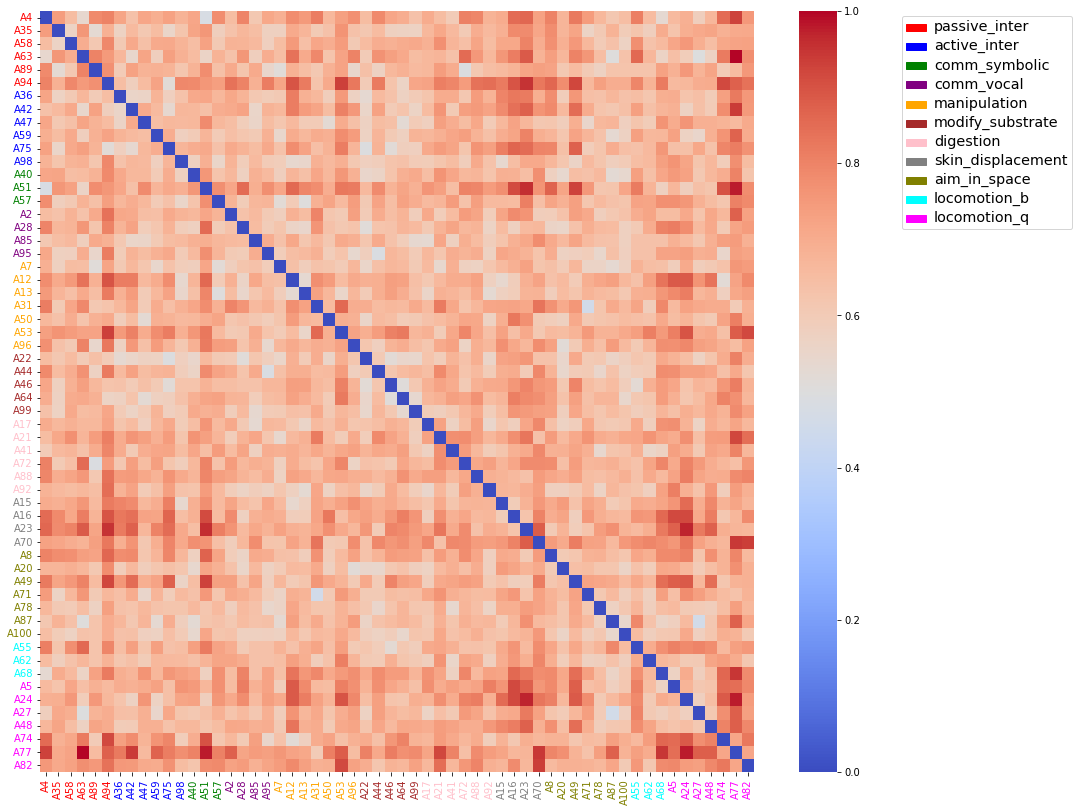 A4
A35
A58
A63
A89
A94
A36
A42
A47
A59
A75
A98
A40
A51
A57
A2
A28
A85
A95
A7
A12
A13
A31
A50
A53
A96
A22
A44
A46
A64
A99
A17
A21
A41
A72
A88
A92
A15
A16
A23
A70
A8
A20
A49
A71
A78
A87
A100
A55
A62
A68
A5
A24
A27
A48
A74
A77
A82
A4 A35 A58 A63 A89 A94 A36 A42 A47 A59 A75 A98 A40 A51 A57 A2 A28 A85 A95 A7 A12 A13 A31 A50 A53 A96 A22 A44 A46 A64 A99 A17 A21 A41 A72 A88 A92 A15 A16 A23 A70 A8 A20 A49 A71 A78 A87 A100 A55 A62 A68 A5 A24 A27 A48 A74 A77 A82
1.0
0.8
0.6
0.4
0.2
0.0
passive_inter
active_inter
comm_symbolic
comm_vocal
manipulation
modify_substrate
digestion
skin_displacement
aim_in_space
locomotion_b
locomotion_q